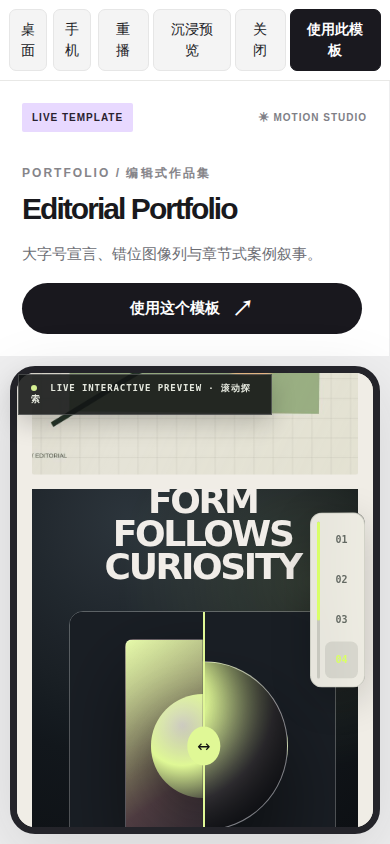 桌面
手机
重播
沉浸预览
关闭
使用此模板
LIVE TEMPLATE
✷ MOTION STUDIO
PORTFOLIO / 编辑式作品集
Editorial Portfolio
大字号宣言、错位图像列与章节式案例叙事。
使用这个模板 ↗
LIVE INTERACTIVE PREVIEW · 滚动探
索
/ EDITORIAL
FORM
FOLLOWS
CURIOSITY
01
02
03
04
↔